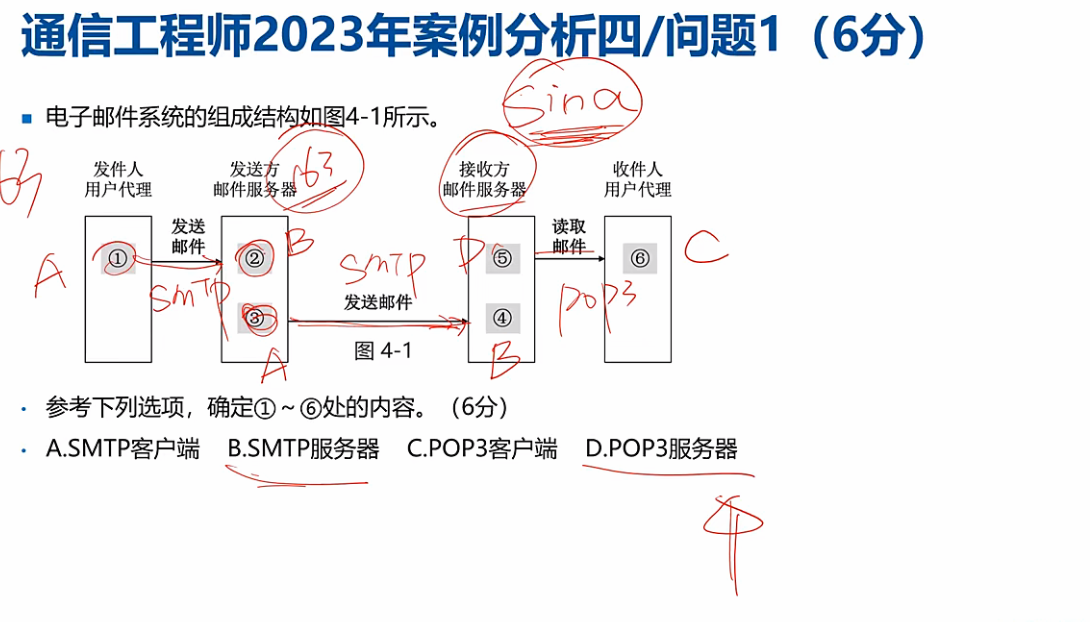 通信工程师2023年案例分析四/问题1（6分）
sina
电子邮件系统的组成结构如图4-1所示。
163
发件人
用户代理
发送方
邮件服务器
接收方
邮件服务器
收件人
用户代理
A
①
发送
邮件
smTP
②
B
③
A
smTP
发送邮件
D
⑤
④
B
读取
邮件
pop3
⑥
C
图 4-1
参考下列选项，确定①～⑥处的内容。（6分）
A.SMTP客户端 B.SMTP服务器 C.POP3客户端 D.POP3服务器